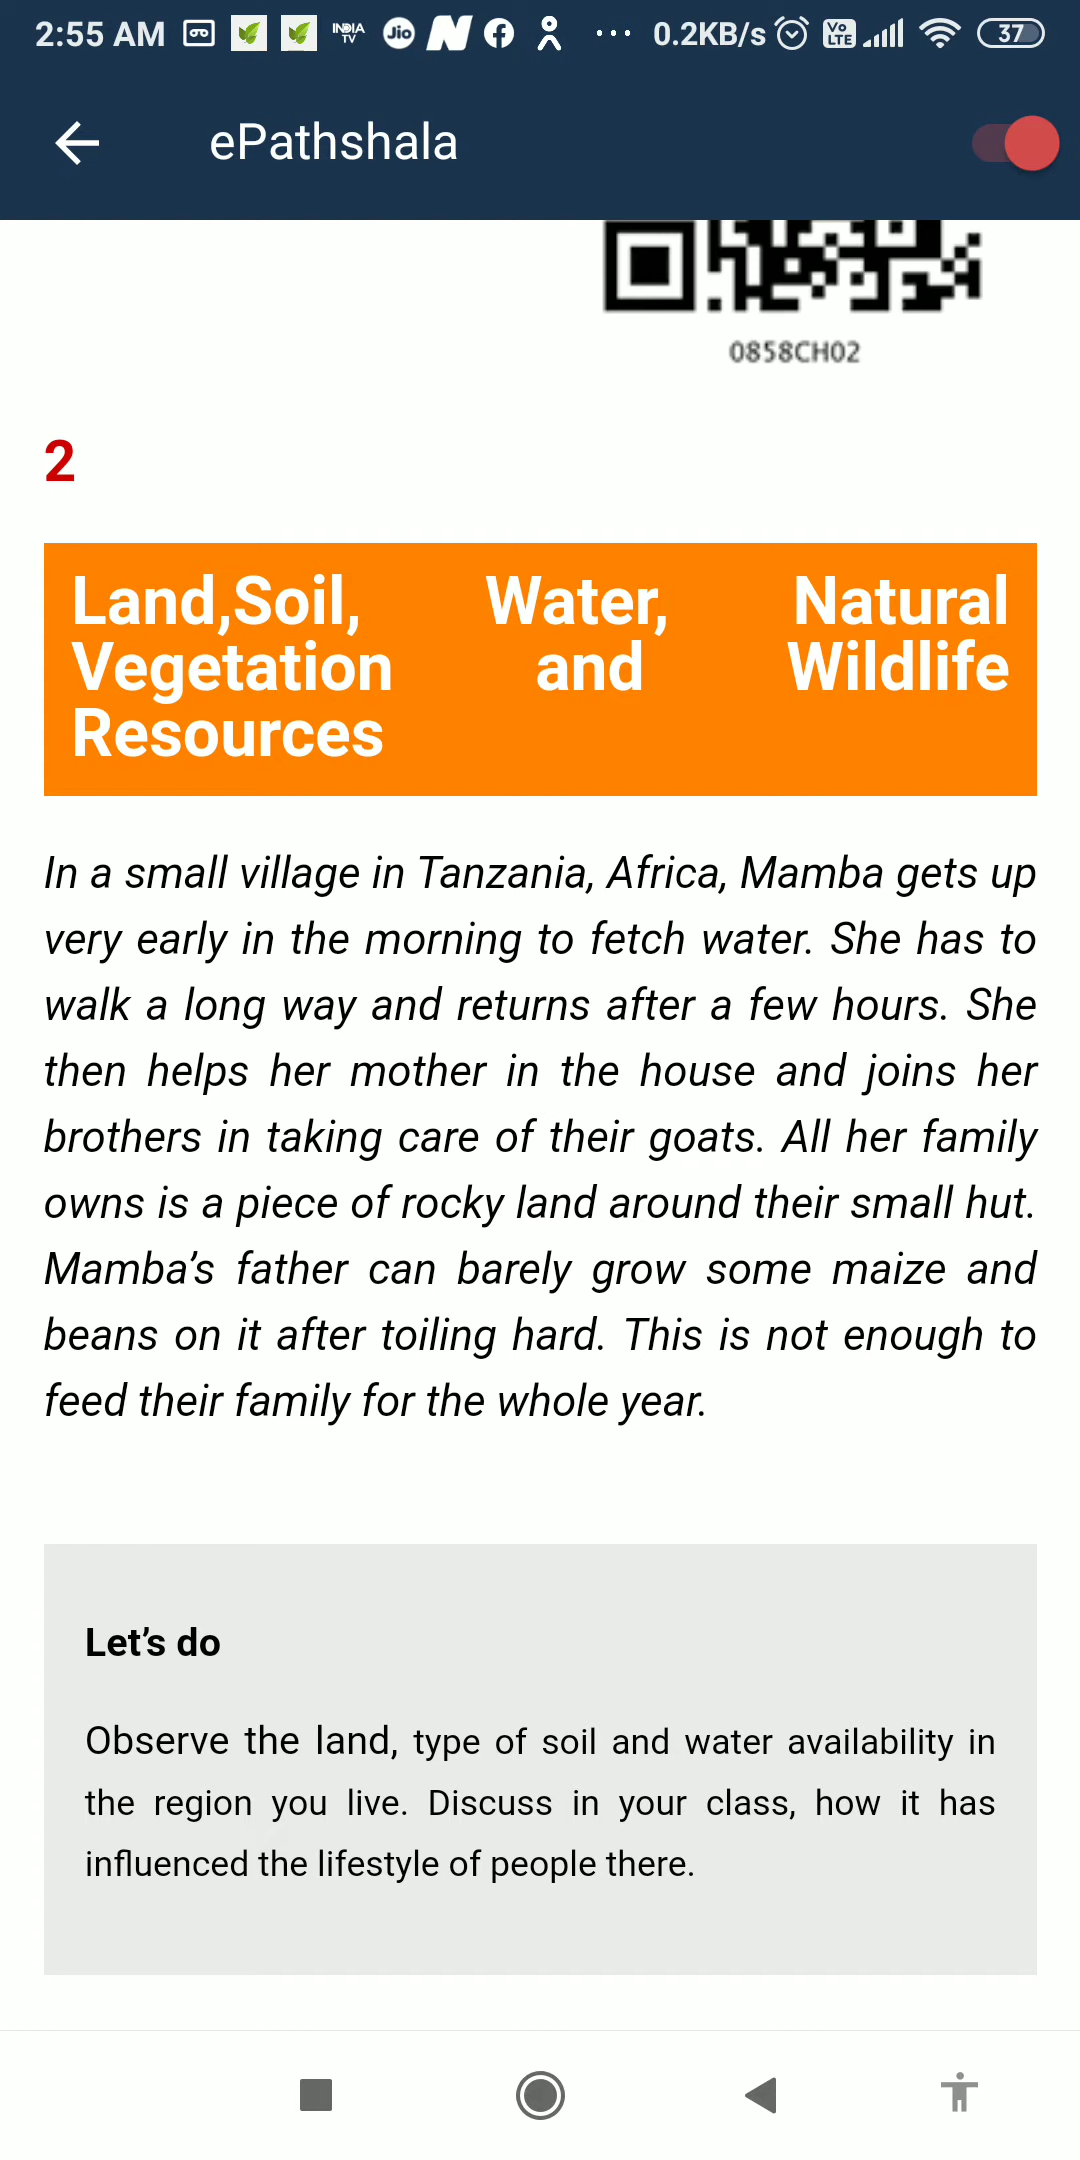 2:55 AM INDIA TV Jio N ... 0.2KB/s Vo LTE 37
ePathshala
0858CH02
2
Land,Soil, Water, Natural
Vegetation and Wildlife
Resources
In a small village in Tanzania, Africa, Mamba gets up
very early in the morning to fetch water. She has to
walk a long way and returns after a few hours. She
then helps her mother in the house and joins her
brothers in taking care of their goats. All her family
owns is a piece of rocky land around their small hut.
Mamba’s father can barely grow some maize and
beans on it after toiling hard. This is not enough to
feed their family for the whole year.
Let’s do
Observe the land, type of soil and water availability in
the region you live. Discuss in your class, how it has
influenced the lifestyle of people there.